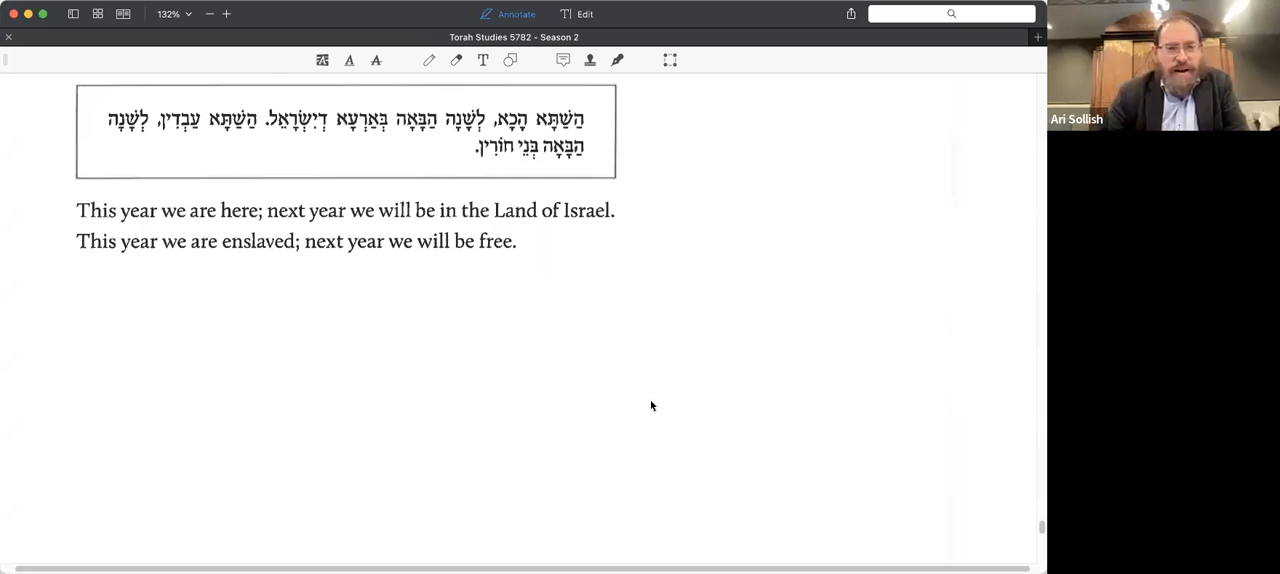 132%
Annotate
Edit
Torah Studies 5782 - Season 2
Ari Sollish
הַשַּׁתָּא הָכָא, לְשָׁנָה הַבָּאָה בְּאַרְעָא דְיִשְׂרָאֵל. הַשַּׁתָּא עַבְדִין, לְשָׁנָה
הַבָּאָה בְּנֵי חוֹרִין.
This year we are here; next year we will be in the Land of Israel.
This year we are enslaved; next year we will be free.